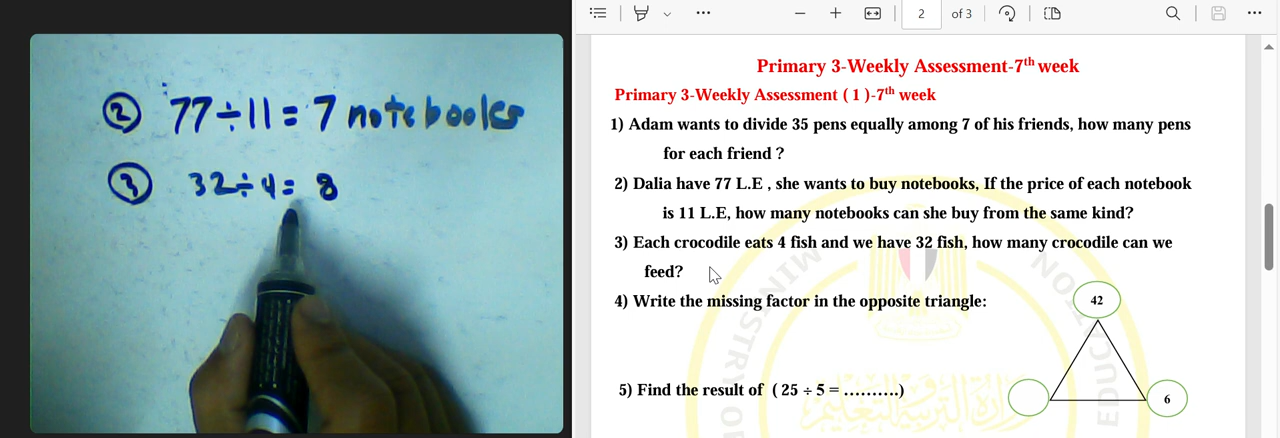 ② 77÷11= 7 notebooks
③ 32÷4= 8
2 of 3
Primary 3-Weekly Assessment-7th week
Primary 3-Weekly Assessment ( 1 )-7th week
1) Adam wants to divide 35 pens equally among 7 of his friends, how many pens
for each friend ?
2) Dalia have 77 L.E , she wants to buy notebooks, If the price of each notebook
is 11 L.E, how many notebooks can she buy from the same kind?
3) Each crocodile eats 4 fish and we have 32 fish, how many crocodile can we
feed?
4) Write the missing factor in the opposite triangle:
42
5) Find the result of ( 25 ÷ 5 = ..........)
6